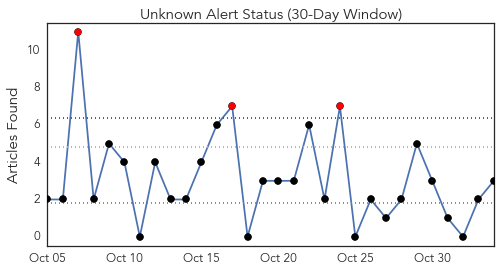 Unknown Alert Status (30-Day Window)
Articles Found
10
8
6
4
2
0
Oct 05
Oct 10
Oct 15
Oct 20
Oct 25
Oct 30